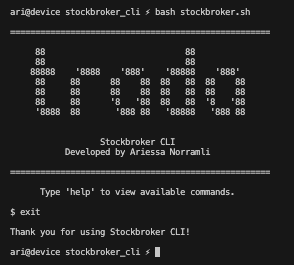 ari@device stockbroker_cli ⚡ bash stockbroker.sh
====================================================
     88                            88
     88                            88
    88888    '8888    '888'    '88888    '888'
     88     88      88   88  88   88  88    88
     88     88      88   88  88   88  88    88
     88     88      '8   '88  88   88  '8   '88
     '8888  88       '888 88   '88888   '888 88
Stockbroker CLI
Developed by Ariessa Norramli
====================================================
Type 'help' to view available commands.
$ exit
Thank you for using Stockbroker CLI!
ari@device stockbroker_cli ⚡